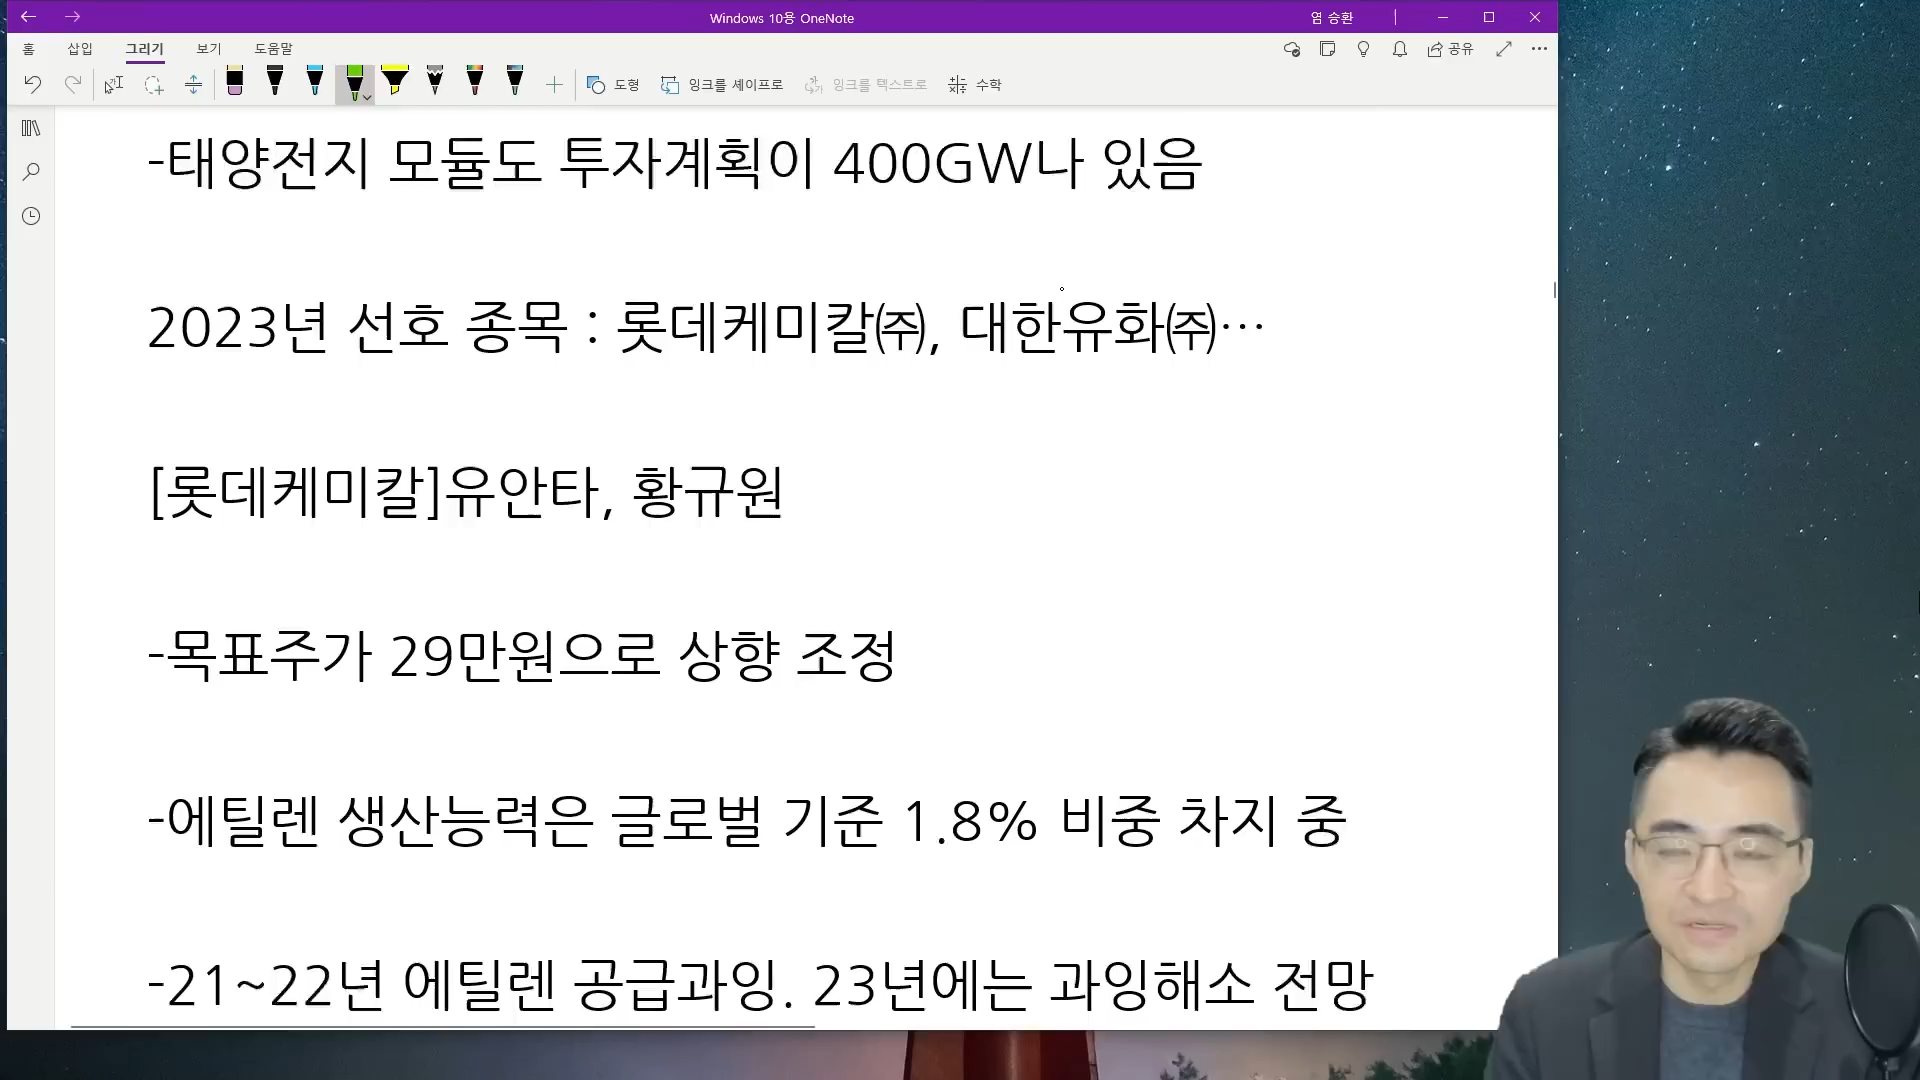 Windows 10용 OneNote
염 승환
홈 삽입 그리기 보기 도움말
공유
도형 잉크를 셰이프로 잉크를 텍스트로 수학
-태양전지 모듈도 투자계획이 400GW나 있음
2023년 선호 종목 : 롯데케미칼㈜, 대한유화㈜…
[롯데케미칼]유안타, 황규원
-목표주가 29만원으로 상향 조정
-에틸렌 생산능력은 글로벌 기준 1.8% 비중 차지 중
-21~22년 에틸렌 공급과잉. 23년에는 과잉해소 전망